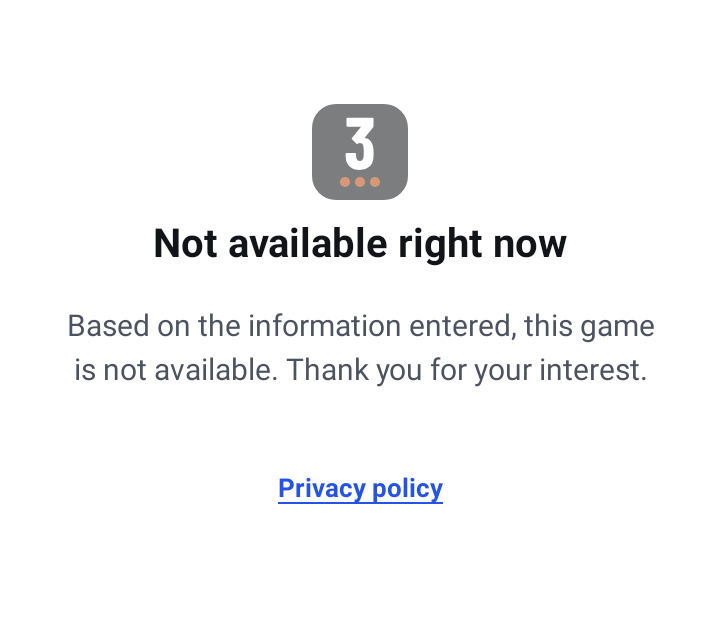 3
Not available right now
Based on the information entered, this game
is not available. Thank you for your interest.
Privacy policy